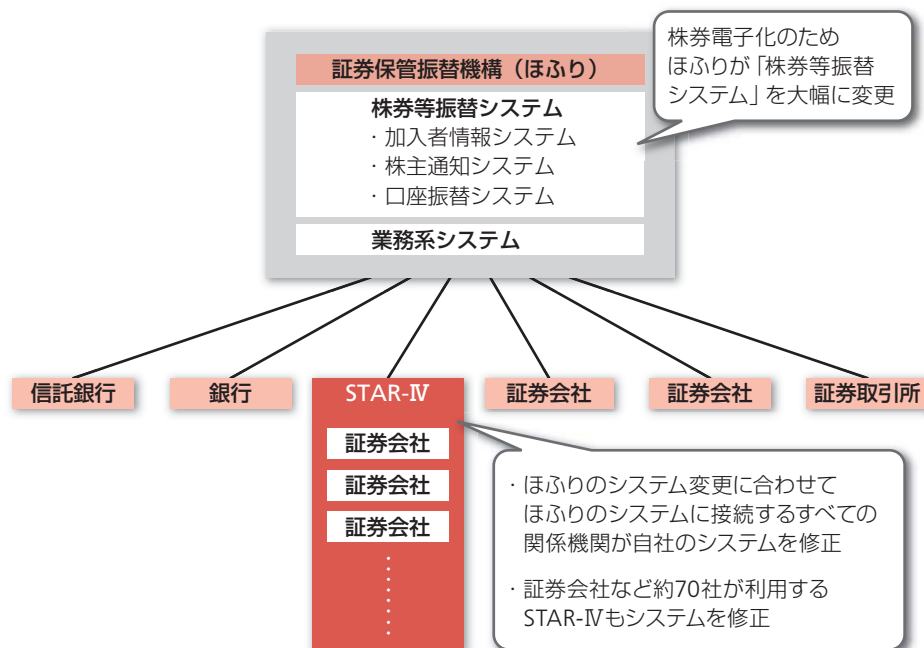 株券電子化のため
ほふりが「株券等振替
システム」を大幅に変更
証券保管振替機構（ほふり）
株券等振替システム
・加入者情報システム
・株主通知システム
・口座振替システム
業務系システム
信託銀行
銀行
STAR-Ⅳ
証券会社
証券会社
証券取引所
証券会社
証券会社
証券会社
・ほふりのシステム変更に合わせて
ほふりのシステムに接続するすべての
関係機関が自社のシステムを修正
・証券会社など約70社が利用する
STAR-Ⅳもシステムを修正